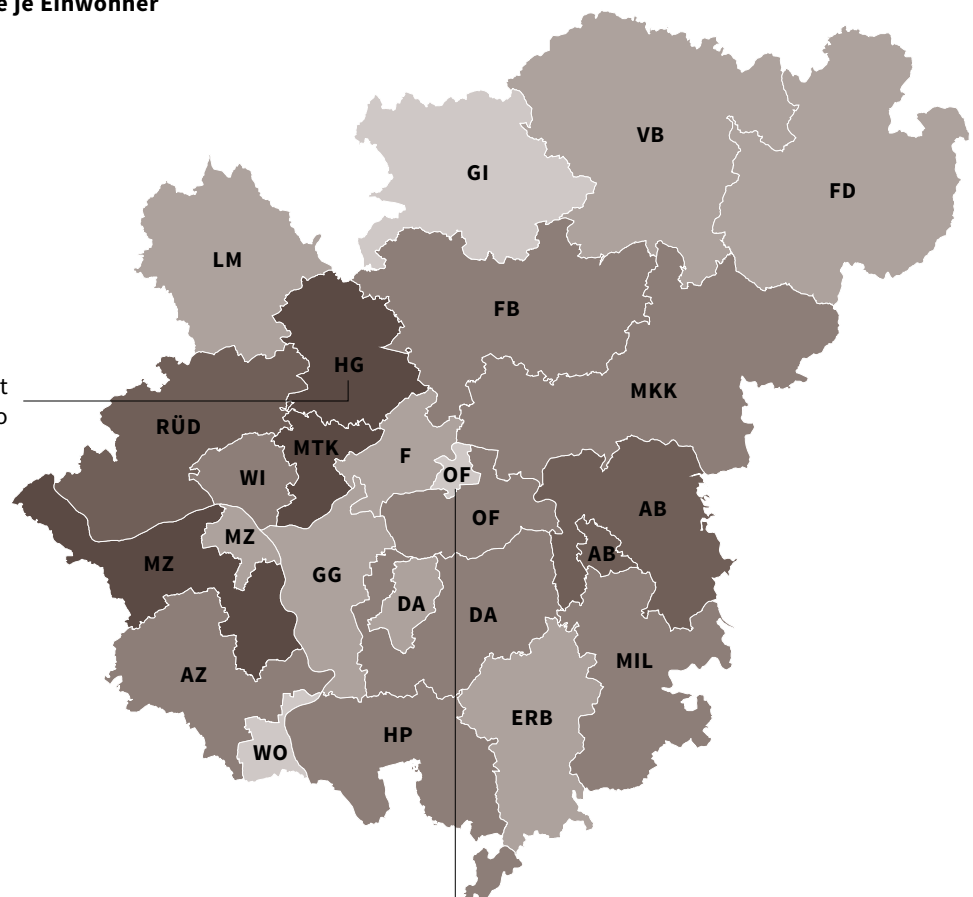 e je Einwohner
VB
GI
FD
LM
FB
HG
t
MKK
o
RÜD
MTK
F
OF
WI
AB
OF
MZ
AB
MZ
GG
DA
DA
MIL
AZ
ERB
HP
WO